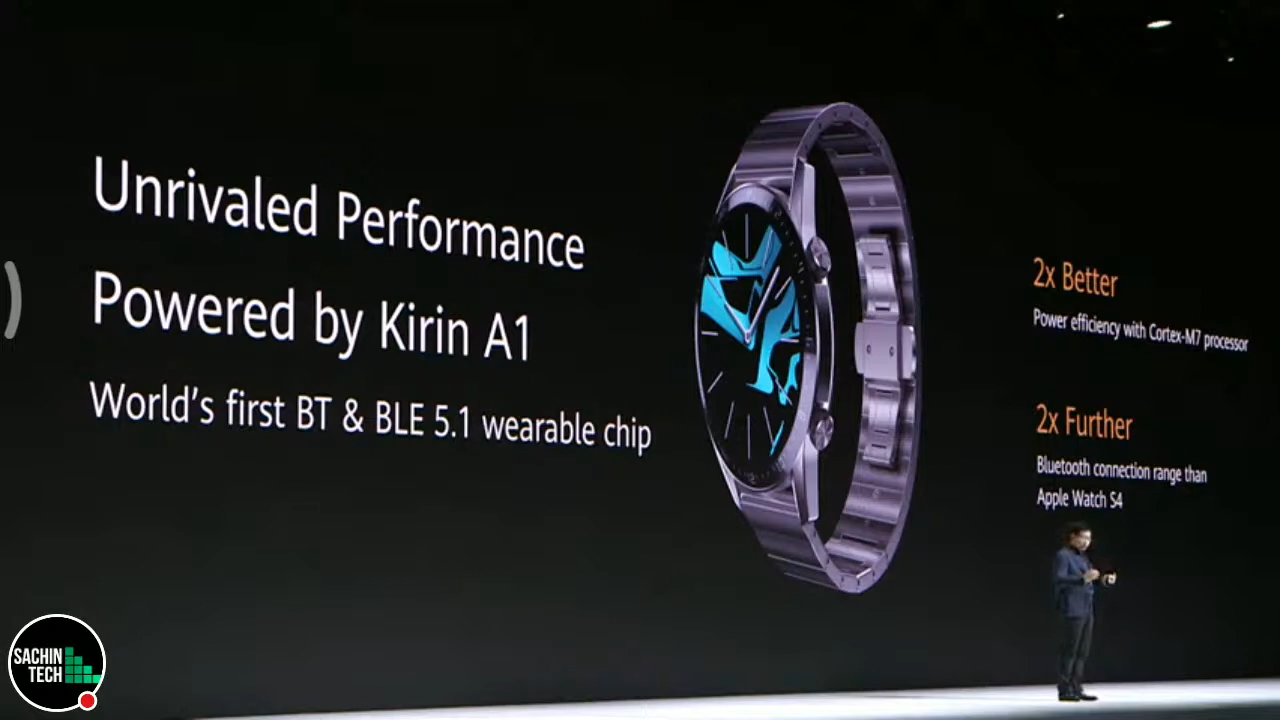 Unrivaled Performance
Powered by Kirin A1
World's first BT & BLE 5.1 wearable chip
2x Better
Power efficiency with Cortex-M7 processor
2x Further
Bluetooth connection range than
Apple Watch S4
SACHIN
TECH